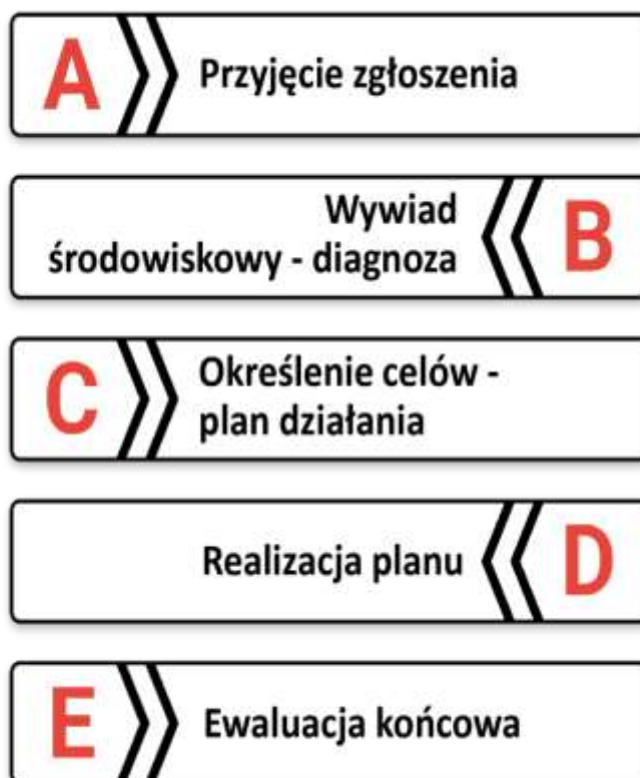 A Przyjęcie zgłoszenia
Wywiad
środowiskowy - diagnoza B
C Określenie celów -
plan działania
Realizacja planu D
E Ewaluacja końcowa